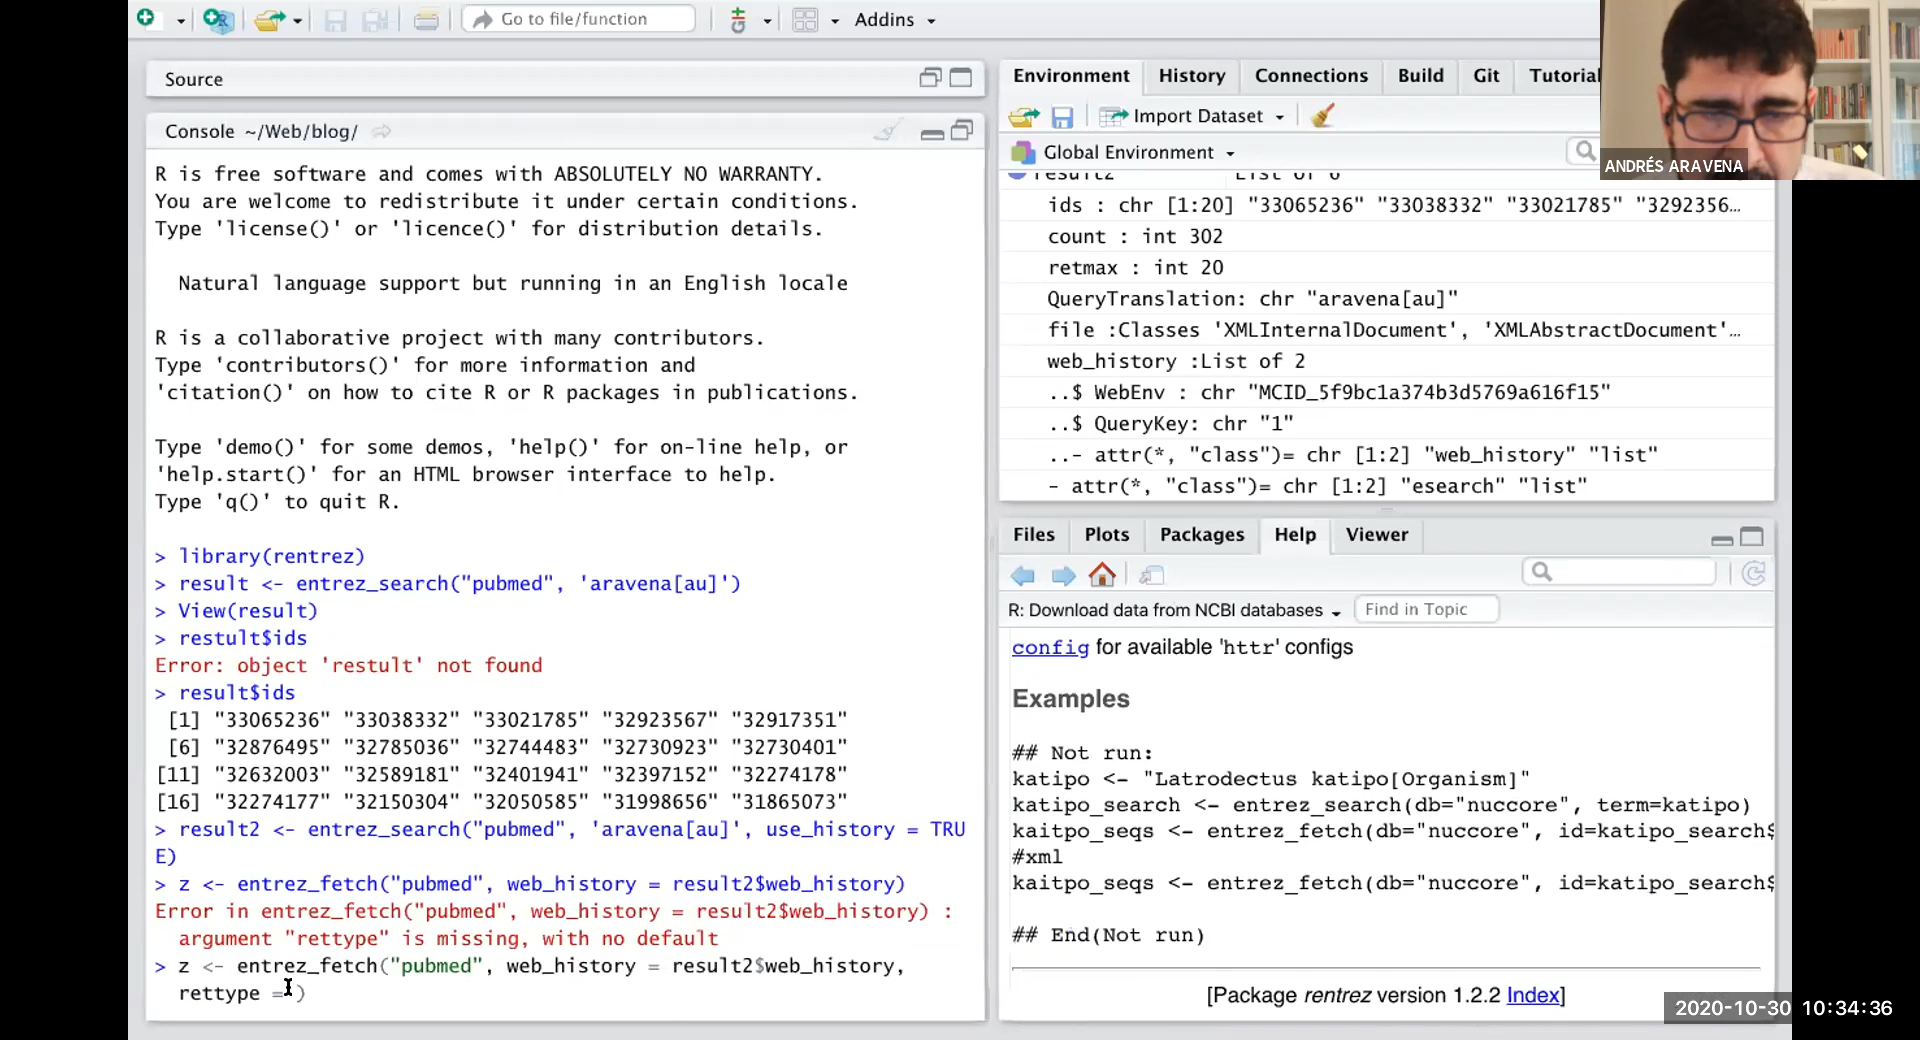 Go to file/function
Addins
Source
Console ~/Web/blog/
R is free software and comes with ABSOLUTELY NO WARRANTY.
You are welcome to redistribute it under certain conditions.
Type 'license()' or 'licence()' for distribution details.
Natural language support but running in an English locale
R is a collaborative project with many contributors.
Type 'contributors()' for more information and
'citation()' on how to cite R or R packages in publications.
Type 'demo()' for some demos, 'help()' for on-line help, or
'help.start()' for an HTML browser interface to help.
Type 'q()' to quit R.
> library(rentrez)
> result <- entrez_search("pubmed", 'aravena[au]')
> View(result)
> restult$ids
Error: object 'restult' not found
> result$ids
[1] "33065236" "33038332" "33021785" "32923567" "32917351"
[6] "32876495" "32785036" "32744483" "32730923" "32730401"
[11] "32632003" "32589181" "32401941" "32397152" "32274178"
[16] "32274177" "32150304" "32050585" "31998656" "31865073"
> result2 <- entrez_search("pubmed", 'aravena[au]', use_history = TRU
E)
> z <- entrez_fetch("pubmed", web_history = result2$web_history)
Error in entrez_fetch("pubmed", web_history = result2$web_history) :
argument "rettype" is missing, with no default
> z <- entrez_fetch("pubmed", web_history = result2$web_history,
rettype = )
Environment History Connections Build Git Tutorial
Import Dataset
Global Environment
result2 List of 6
ids : chr [1:20] "33065236" "33038332" "33021785" "3292356…
count : int 302
retmax : int 20
QueryTranslation: chr "aravena[au]"
file :Classes 'XMLInternalDocument', 'XMLAbstractDocument'…
web_history :List of 2
..$ WebEnv : chr "MCID_5f9bc1a374b3d5769a616f15"
..$ QueryKey: chr "1"
..- attr(*, "class")= chr [1:2] "web_history" "list"
- attr(*, "class")= chr [1:2] "esearch" "list"
Files Plots Packages Help Viewer
R: Download data from NCBI databases Find in Topic
config for available 'httr' configs
Examples
## Not run:
katipo <- "Latrodectus katipo[Organism]"
katipo_search <- entrez_search(db="nuccore", term=katipo)
kaitpo_seqs <- entrez_fetch(db="nuccore", id=katipo_search$
#xml
kaitpo_seqs <- entrez_fetch(db="nuccore", id=katipo_search$
## End(Not run)
[Package rentrez version 1.2.2 Index]
ANDRÉS ARAVENA
2020-10-30 10:34:36